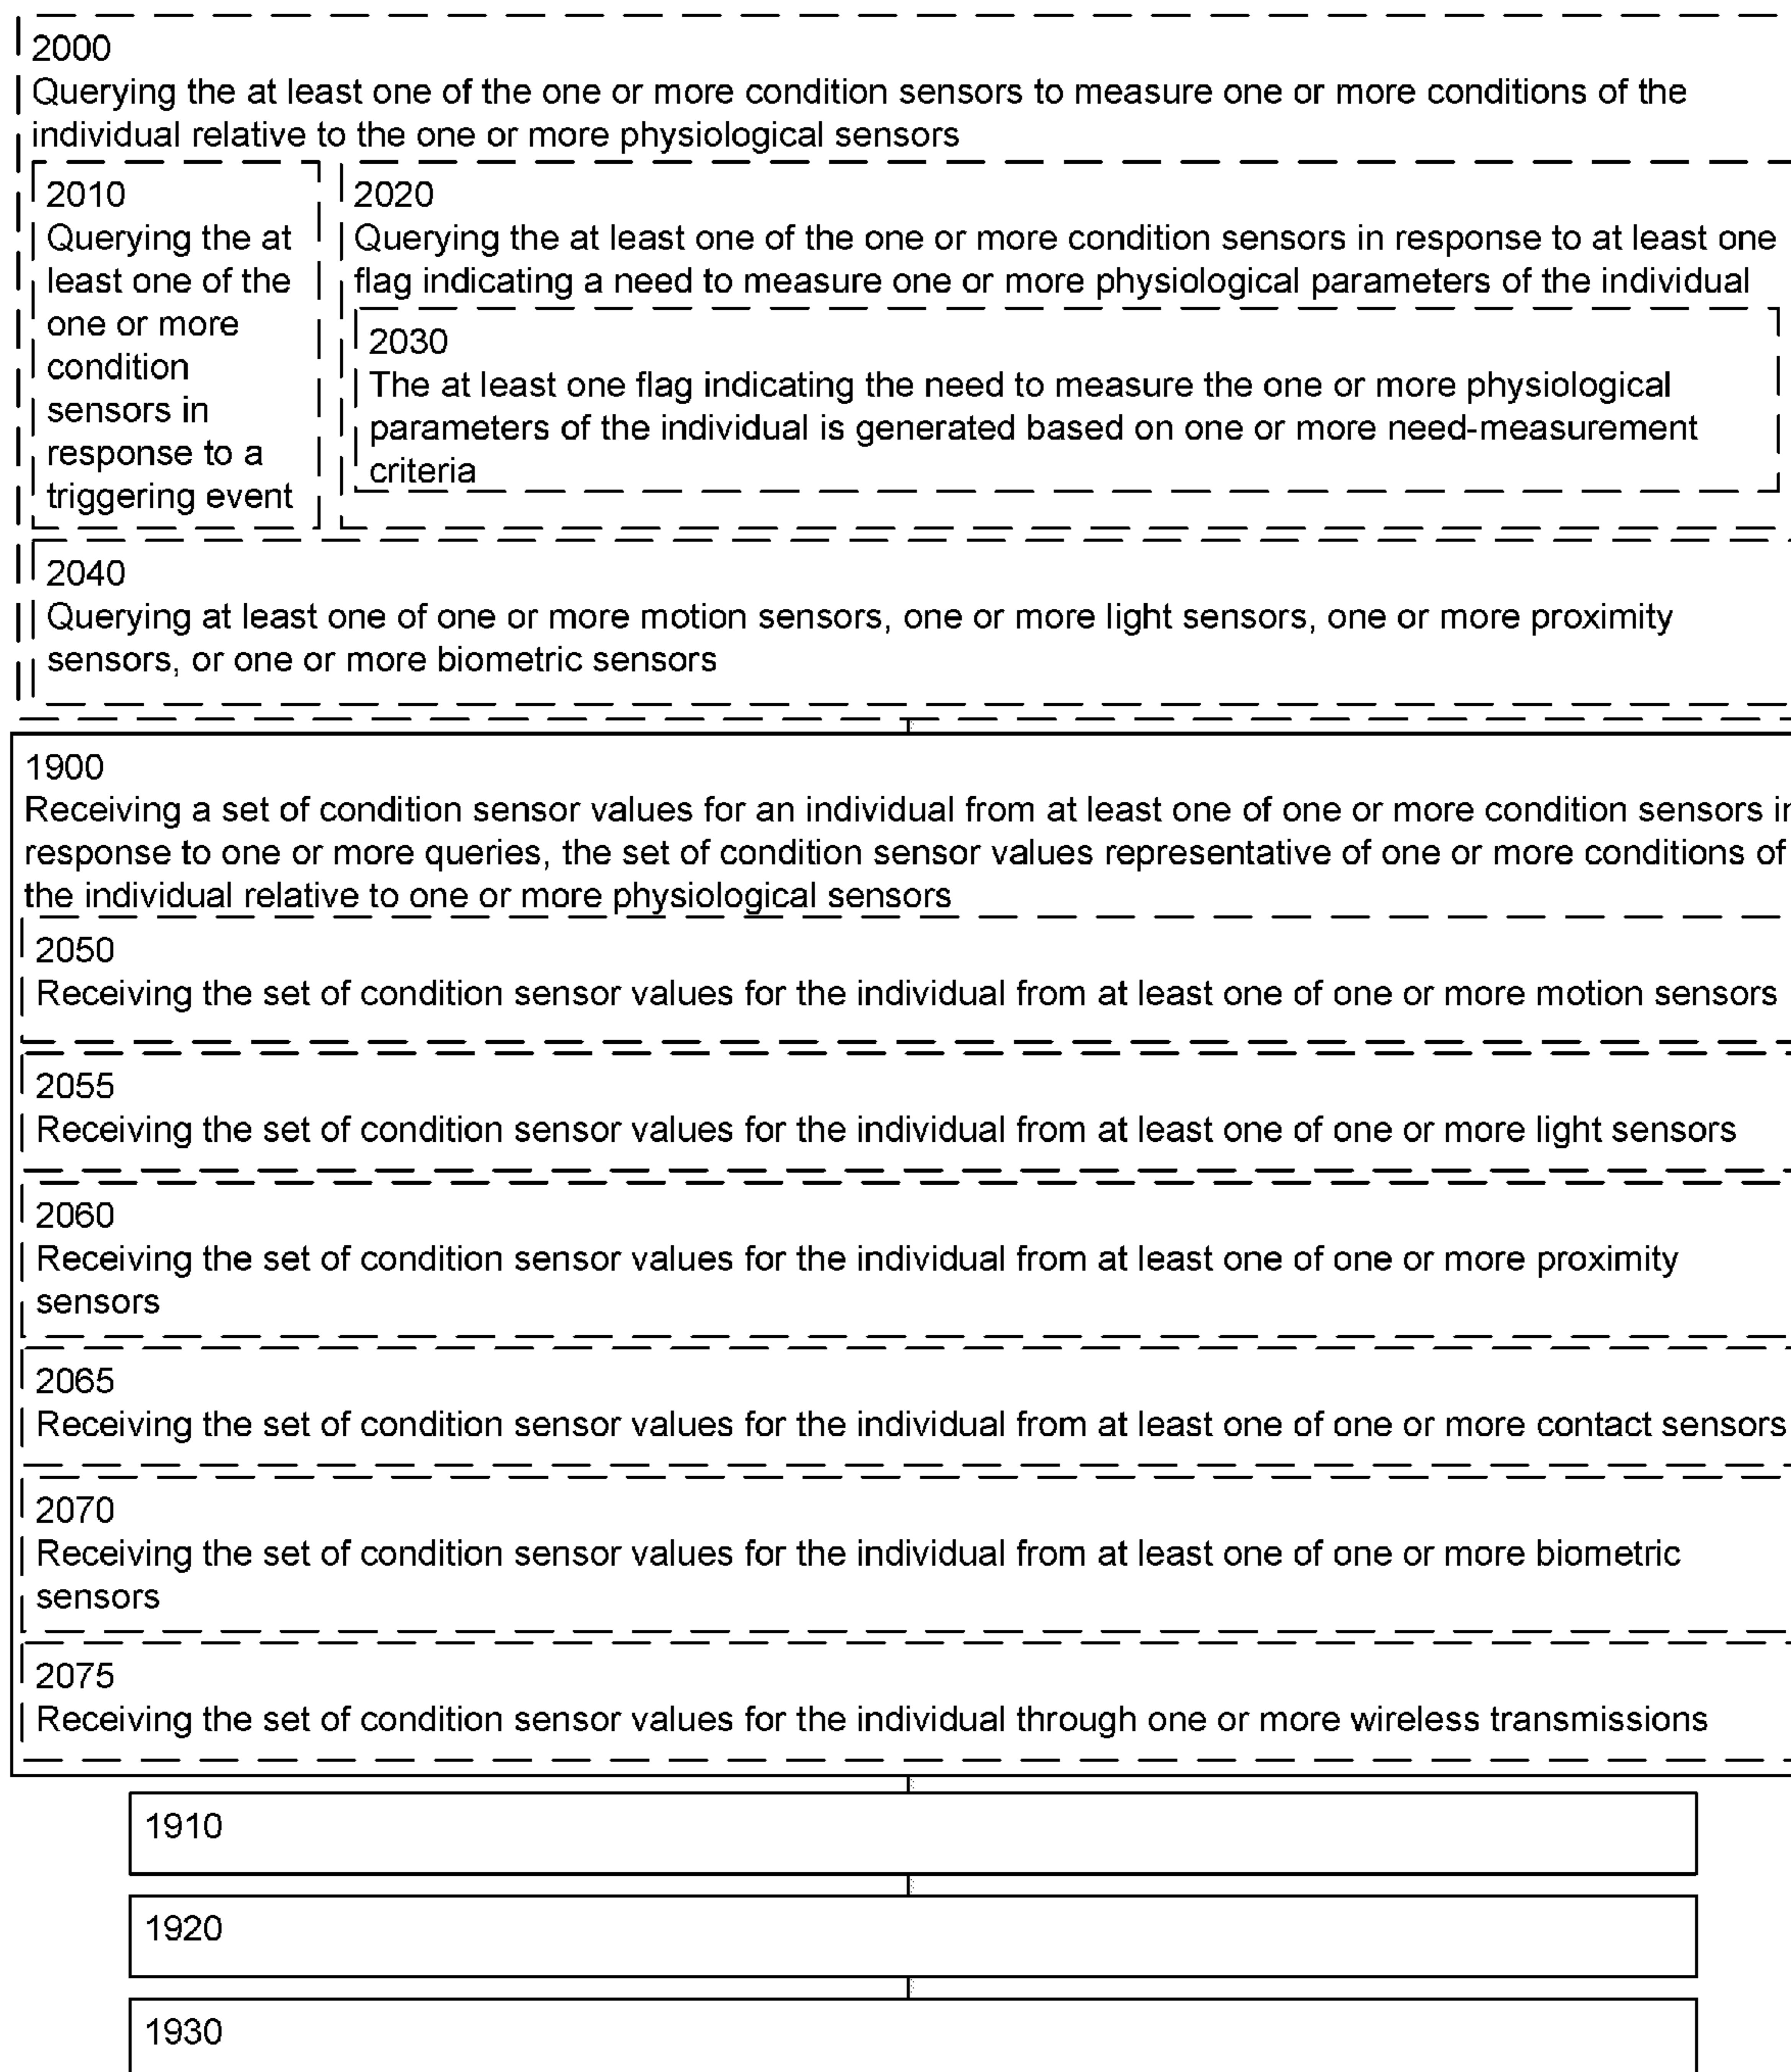 2000
Querying the at least one of the one or more condition sensors to measure one or more conditions of the
individual relative to the one or more physiological sensors
2010
Querying the at
least one of the
one or more
condition
sensors in
response to a
triggering event
2020
Querying the at least one of the one or more condition sensors in response to at least one
flag indicating a need to measure one or more physiological parameters of the individual
2030
The at least one flag indicating the need to measure the one or more physiological
parameters of the individual is generated based on one or more need-measurement
criteria
2040
Querying at least one of one or more motion sensors, one or more light sensors, one or more proximity
sensors, or one or more biometric sensors
1900
Receiving a set of condition sensor values for an individual from at least one of one or more condition sensors in
response to one or more queries, the set of condition sensor values representative of one or more conditions of
the individual relative to one or more physiological sensors
2050
Receiving the set of condition sensor values for the individual from at least one of one or more motion sensors
2055
Receiving the set of condition sensor values for the individual from at least one of one or more light sensors
2060
Receiving the set of condition sensor values for the individual from at least one of one or more proximity
sensors
2065
Receiving the set of condition sensor values for the individual from at least one of one or more contact sensors
2070
Receiving the set of condition sensor values for the individual from at least one of one or more biometric
sensors
2075
Receiving the set of condition sensor values for the individual through one or more wireless transmissions
1910
1920
1930